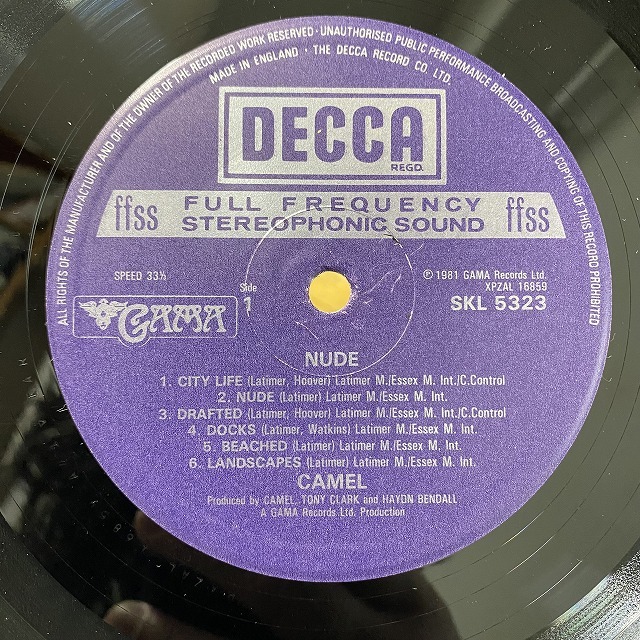 ALL RIGHTS OF THE MANUFACTURER AND OF THE OWNER OF THE RECORDED WORK RESERVED · UNAUTHORISED PUBLIC PERFORMANCE BROADCASTING AND COPYING OF THIS RECORD PROHIBITED
MADE IN ENGLAND · THE DECCA RECORD CO LTD.
DECCA
REGD.
ffss FULL FREQUENCY ffss
STEREOPHONIC SOUND
SPEED 33⅓
Side
1
℗ 1981 GAMA Records Ltd.
XPZAL 16859
SKL 5323
GAMA
NUDE
1. CITY LIFE (Latimer, Hoover) Latimer M./Essex M. Int./C.Control
2. NUDE (Latimer) Latimer M./Essex M. Int.
3. DRAFTED (Latimer, Hoover) Latimer M./Essex M. Int./C.Control
4. DOCKS (Latimer, Watkins) Latimer M./Essex M. Int.
5. BEACHED (Latimer) Latimer M./Essex M. Int.
6. LANDSCAPES (Latimer) Latimer M./Essex M. Int.
CAMEL
Produced by CAMEL, TONY CLARK and HAYDN BENDALL
A GAMA Records Ltd. Production